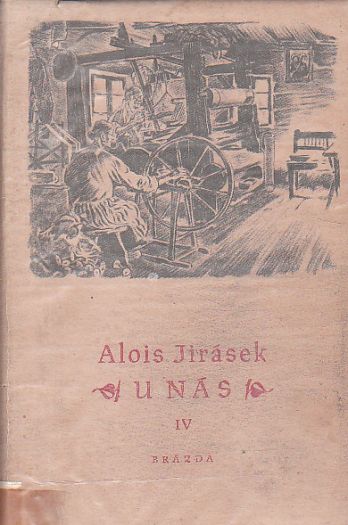 Alois Jirásek
U NÁS
IV
BRÁZDA